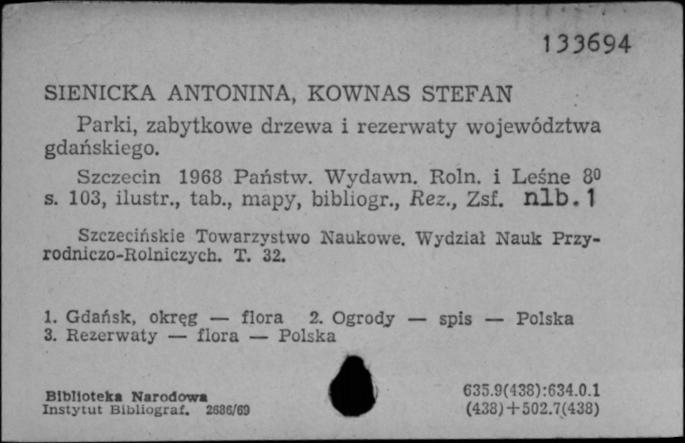 133694
SIENICKA ANTONINA, KOWNAS STEFAN
Parki, zabytkowe drzewa i rezerwaty województwa
gdańskiego.
Szczecin 1968 Państw. Wydawn. Roln. i Leśne 8⁰
s. 103, ilustr., tab., mapy, bibliogr., Rez., Zsf. nlb. 1
Szczecińskie Towarzystwo Naukowe. Wydział Nauk Przy-
rodniczo-Rolniczych. T. 32.
1. Gdańsk, okręg — flora 2. Ogrody — spis — Polska
3. Rezerwaty — flora — Polska
Biblioteka Narodowa 635.9(438):634.0.1
Instytut Bibliograf. 2686/69 (438)+502.7(438)